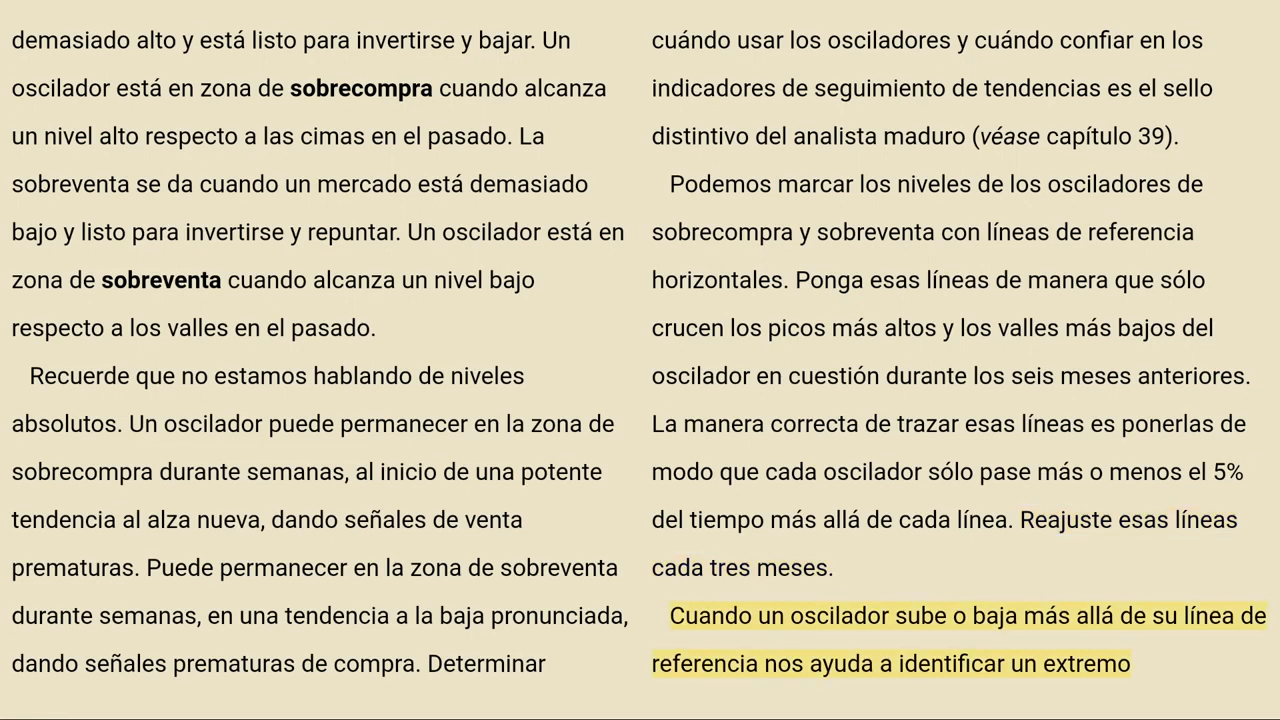 demasiado alto y está listo para invertirse y bajar. Un
oscilador está en zona de sobrecompra cuando alcanza
un nivel alto respecto a las cimas en el pasado. La
sobreventa se da cuando un mercado está demasiado
bajo y listo para invertirse y repuntar. Un oscilador está en
zona de sobreventa cuando alcanza un nivel bajo
respecto a los valles en el pasado.
Recuerde que no estamos hablando de niveles
absolutos. Un oscilador puede permanecer en la zona de
sobrecompra durante semanas, al inicio de una potente
tendencia al alza nueva, dando señales de venta
prematuras. Puede permanecer en la zona de sobreventa
durante semanas, en una tendencia a la baja pronunciada,
dando señales prematuras de compra. Determinar
cuándo usar los osciladores y cuándo confiar en los
indicadores de seguimiento de tendencias es el sello
distintivo del analista maduro (véase capítulo 39).
Podemos marcar los niveles de los osciladores de
sobrecompra y sobreventa con líneas de referencia
horizontales. Ponga esas líneas de manera que sólo
crucen los picos más altos y los valles más bajos del
oscilador en cuestión durante los seis meses anteriores.
La manera correcta de trazar esas líneas es ponerlas de
modo que cada oscilador sólo pase más o menos el 5%
del tiempo más allá de cada línea. Reajuste esas líneas
cada tres meses.
Cuando un oscilador sube o baja más allá de su línea de
referencia nos ayuda a identificar un extremo